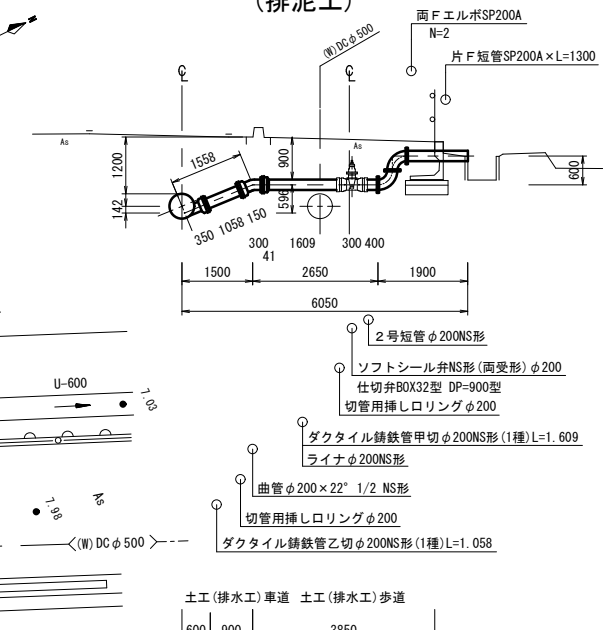 (排泥工)
両FエルボSP200A
N=2
(W)DCφ500
片F短管SP200A×L=1300
℄
℄
As
As
1200
1558
900
600
142
596
350 1058 150
300
41
1609
300 400
1500
2650
1900
6050
2号短管φ200NS形
ソフトシール弁NS形(両受形)φ200
仕切弁BOX32型 DP=900型
切管用挿しロリングφ200
U-600
7.03
ダクタイル鋳鉄管甲切φ200NS形(1種)L=1.609
ライナφ200NS形
曲管φ200×22° 1/2 NS形
As
7.98
切管用挿しロリングφ200
(W)DCφ500
ダクタイル鋳鉄管乙切φ200NS形(1種)L=1.058
土工(排水工)車道 土工(排水工)歩道
600 900 3850